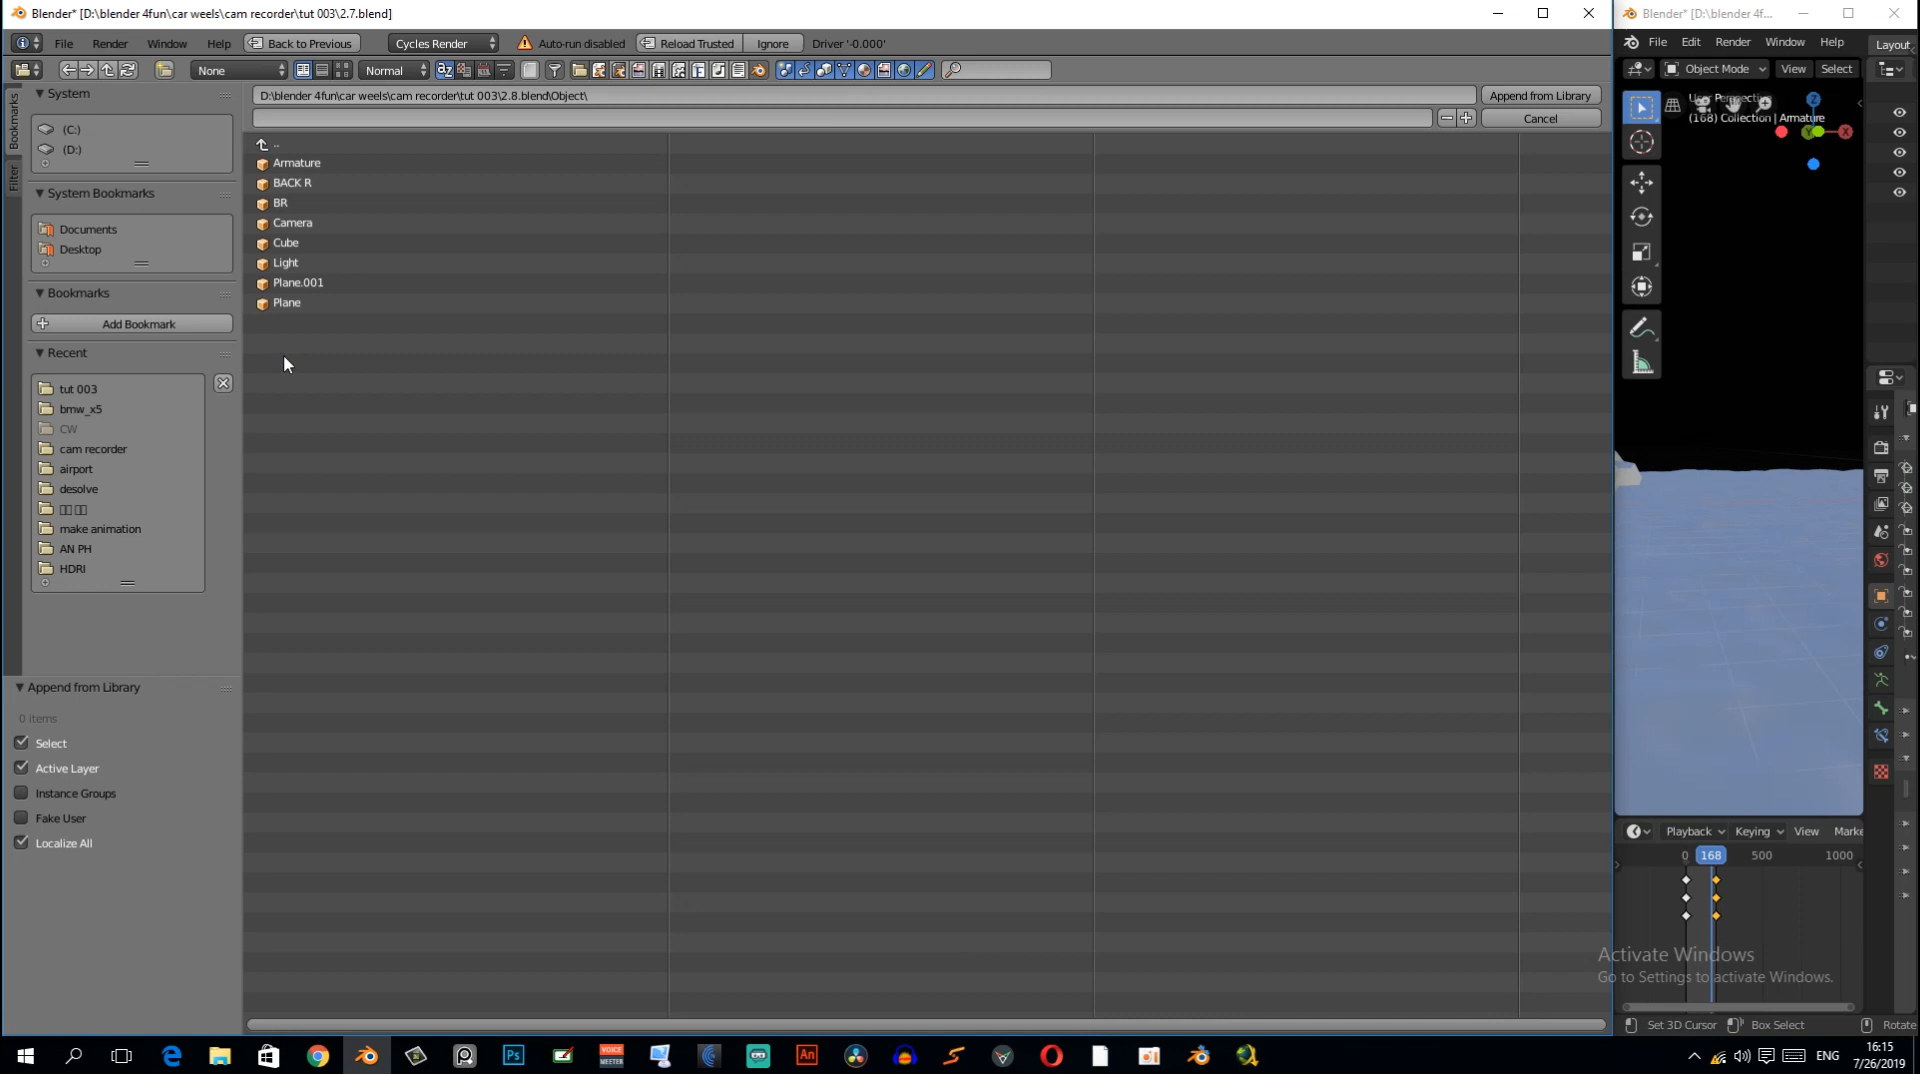 Blender* [D:\blender 4fun\car weels\cam recorder\tut 003\2.7.blend]
File Render Window Help Back to Previous Cycles Render Auto-run disabled Reload Trusted Ignore Driver '-0.000'
None Normal
Bookmarks
Filter
System
(C:)
(D:)
System Bookmarks
Documents
Desktop
Bookmarks
Add Bookmark
Recent
tut 003
bmw_x5
CW
cam recorder
airport
desolve
make animation
AN PH
HDRI
Append from Library
0 items
Select
Active Layer
Instance Groups
Fake User
Localize All
D:\blender 4fun\car weels\cam recorder\tut 003\2.8.blend\Object\
Append from Library
Cancel
..
Armature
BACK R
BR
Camera
Cube
Light
Plane.001
Plane
Blender* [D:\blender 4f...
File Edit Render Window Help Layout
Object Mode View Select
User Perspective
(168) Collection | Armature
Z
Y
X
Playback Keying View Marke
0 168 500 1000
Activate Windows
Go to Settings to activate Windows.
Set 3D Cursor Box Select Rotate
Ps
VOICE
MEETER
An
ENG
16:15
7/26/2019